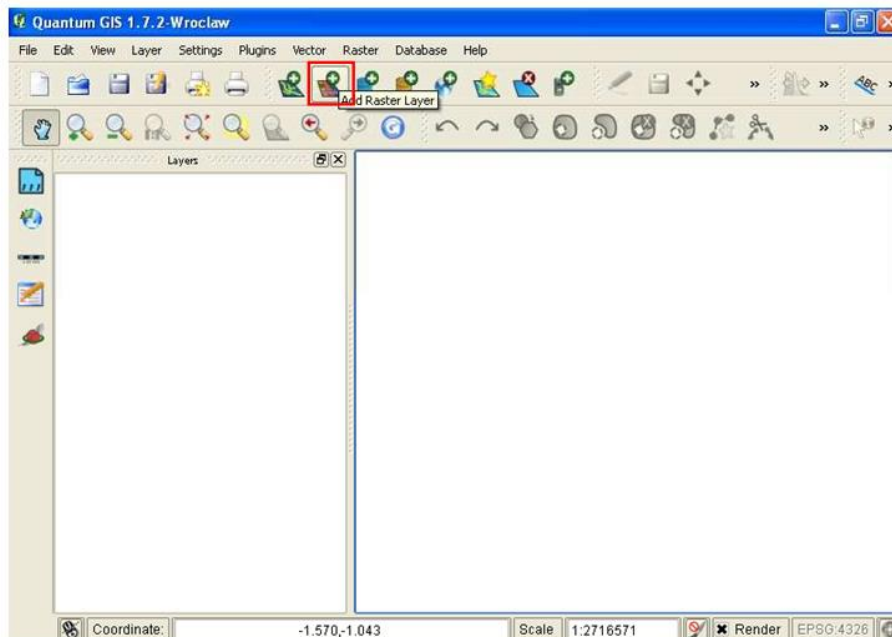 Quantum GIS 1.7.2-Wroclaw
File Edit View Layer Settings Plugins Vector Raster Database Help
Add Raster Layer
ABC
Layers
Coordinate: -1.570,-1.043 Scale 1:2716571 Render EPSG:4326